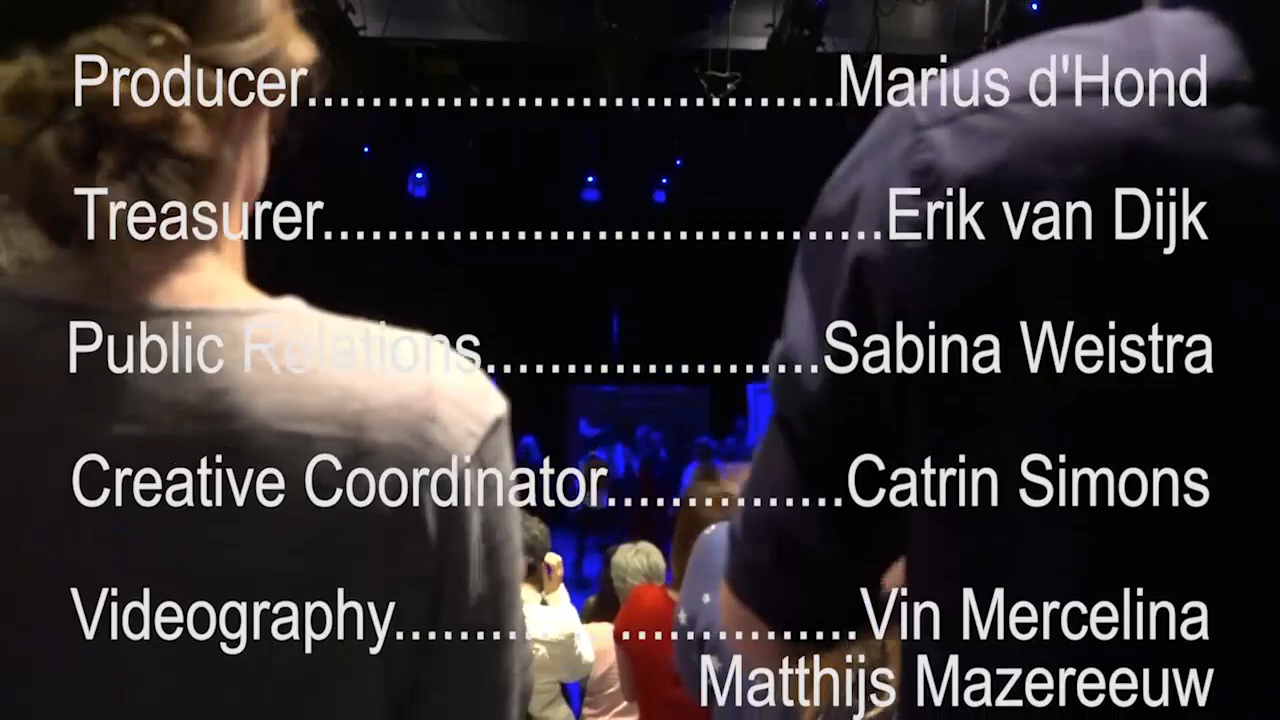 Producer.................................Marius d'Hond
Treasurer...................................Erik van Dijk
Public Relations.....................Sabina Weistra
Creative Coordinator...............Catrin Simons
Videography.............................Vin Mercelina
Matthijs Mazereeuw